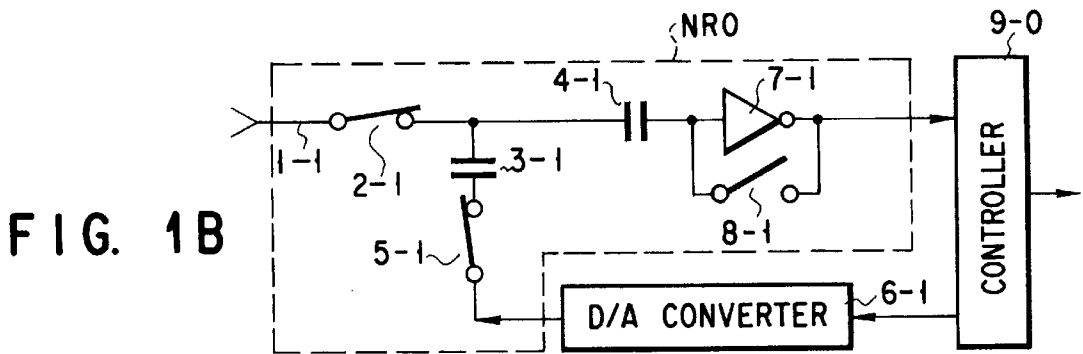 NR0
9-0
4-1
7-1
1-1
2-1
3-1
8-1
CONTROLLER
FIG. 1B
5-1
6-1
D/A CONVERTER